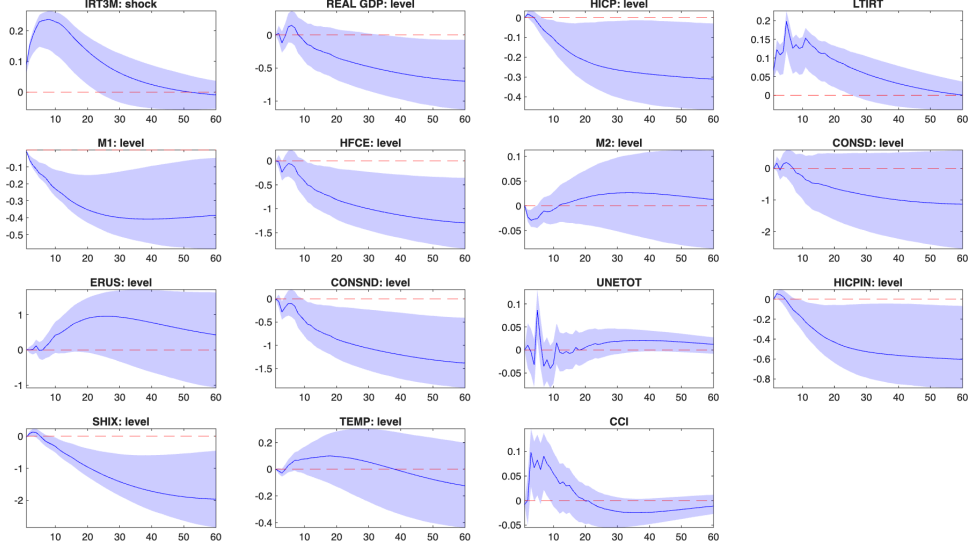 IRT3M: shock
0.2
0.1
0
10 20 30 40 50 60
REAL GDP: level
0
-0.5
-1
10 20 30 40 50 60
HICP: level
0
-0.1
-0.2
-0.3
-0.4
10 20 30 40 50 60
LTIRT
0.2
0.15
0.1
0.05
0
10 20 30 40 50 60
M1: level
-0.1
-0.2
-0.3
-0.4
-0.5
10 20 30 40 50 60
HFCE: level
0
-0.5
-1
-1.5
10 20 30 40 50 60
M2: level
0.1
0.05
0
-0.05
10 20 30 40 50 60
CONSD: level
0
-1
-2
10 20 30 40 50 60
ERUS: level
1
0
-1
10 20 30 40 50 60
CONSND: level
0
-0.5
-1
-1.5
10 20 30 40 50 60
UNETOT
0.1
0.05
0
-0.05
10 20 30 40 50 60
HICPIN: level
0
-0.2
-0.4
-0.6
-0.8
10 20 30 40 50 60
SHIX: level
0
-1
-2
10 20 30 40 50 60
TEMP: level
0.2
0
-0.2
-0.4
10 20 30 40 50 60
CCI
0.1
0.05
0
-0.05
10 20 30 40 50 60